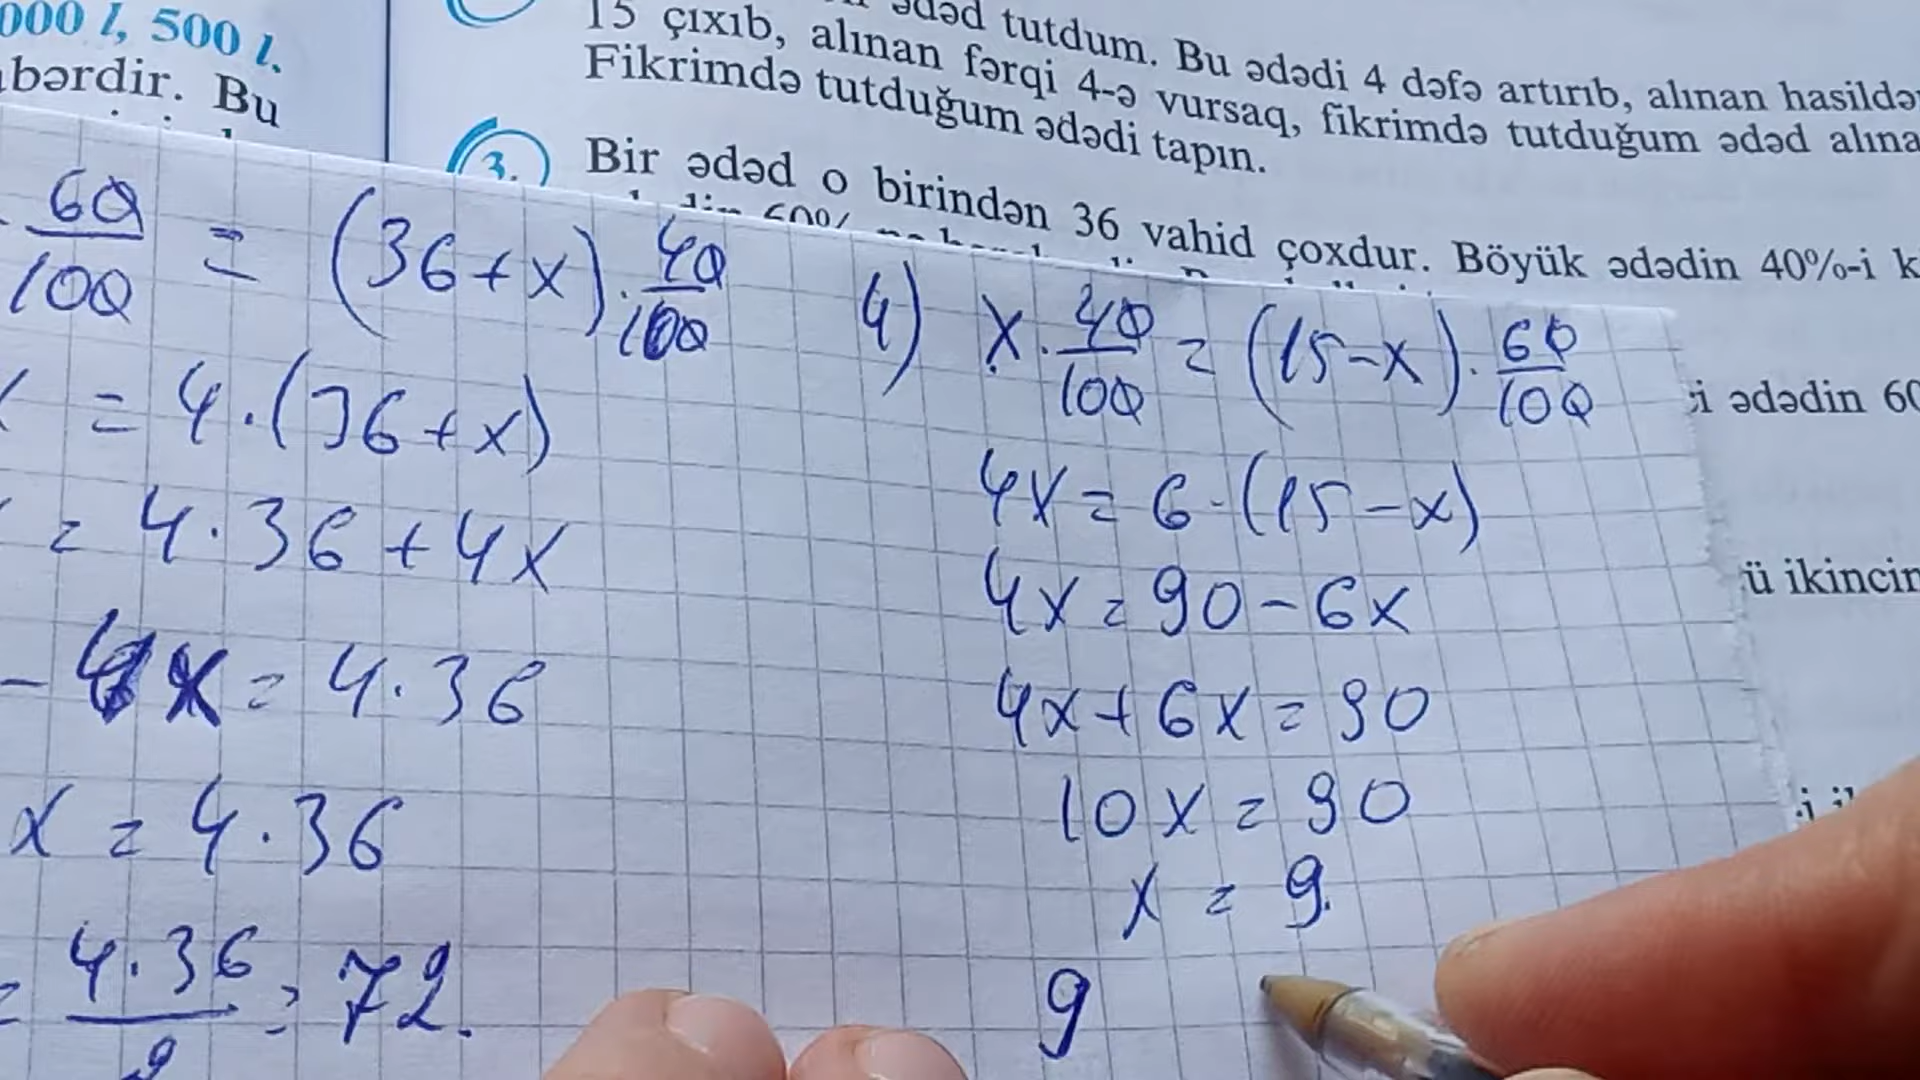 000 l, 500 l.
bərdir. Bu
ədəd tutdum. Bu ədədi 4 dəfə artırıb, alınan hasildə
15 çıxıb, alınan fərqi 4-ə vursaq, fikrimdə tutduğum ədəd alına
Fikrimdə tutduğum ədədi tapın.
3. Bir ədəd o birindən 36 vahid çoxdur. Böyük ədədin 40%-i k
60%
i ədədin 60
ü ikincin
60/100 = (36+x) · 40/100
= 4·(36+x)
= 4·36+4x
-4x = 4·36
x = 4·36
= 4·36/2 = 72.
4) x · 40/100 = (15-x) · 60/100
4x = 6·(15-x)
4x = 90-6x
4x+6x = 90
10x = 90
x = 9.
9